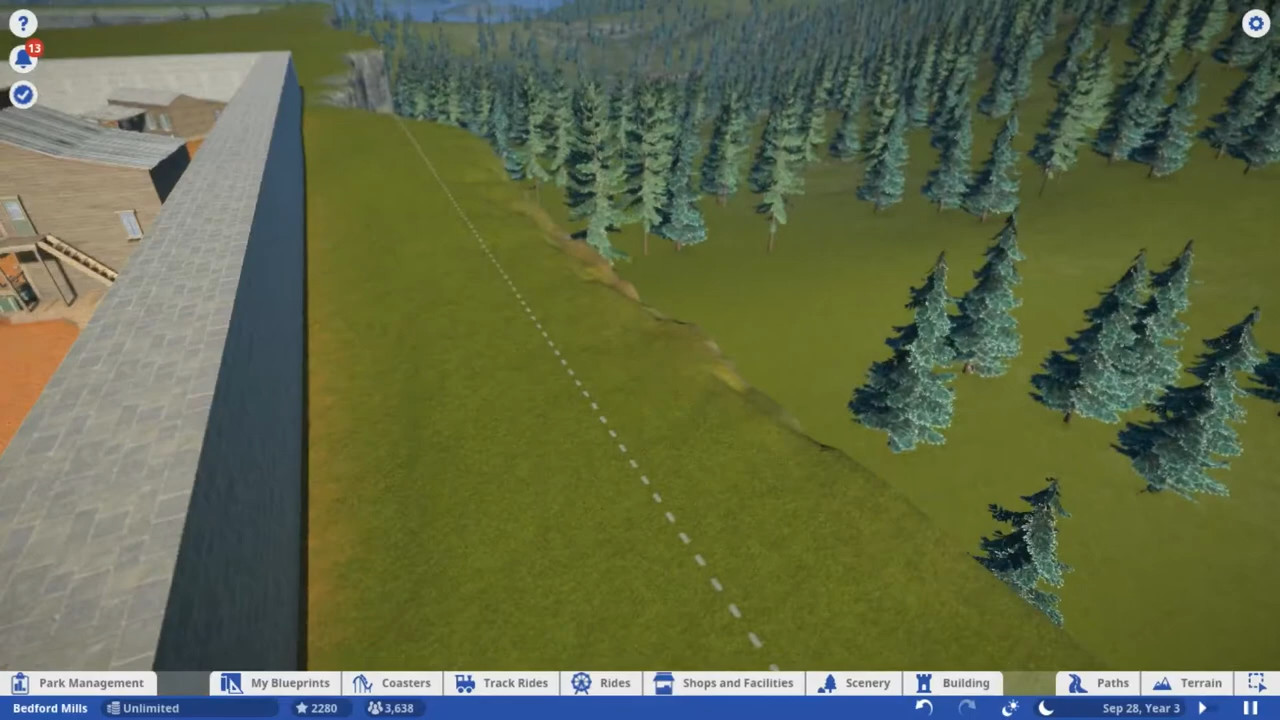 ?
13
Park Management
My Blueprints
Coasters
Track Rides
Rides
Shops and Facilities
Scenery
Building
Paths
Terrain
Bedford Mills
Unlimited
2280
3,638
Sep 28, Year 3